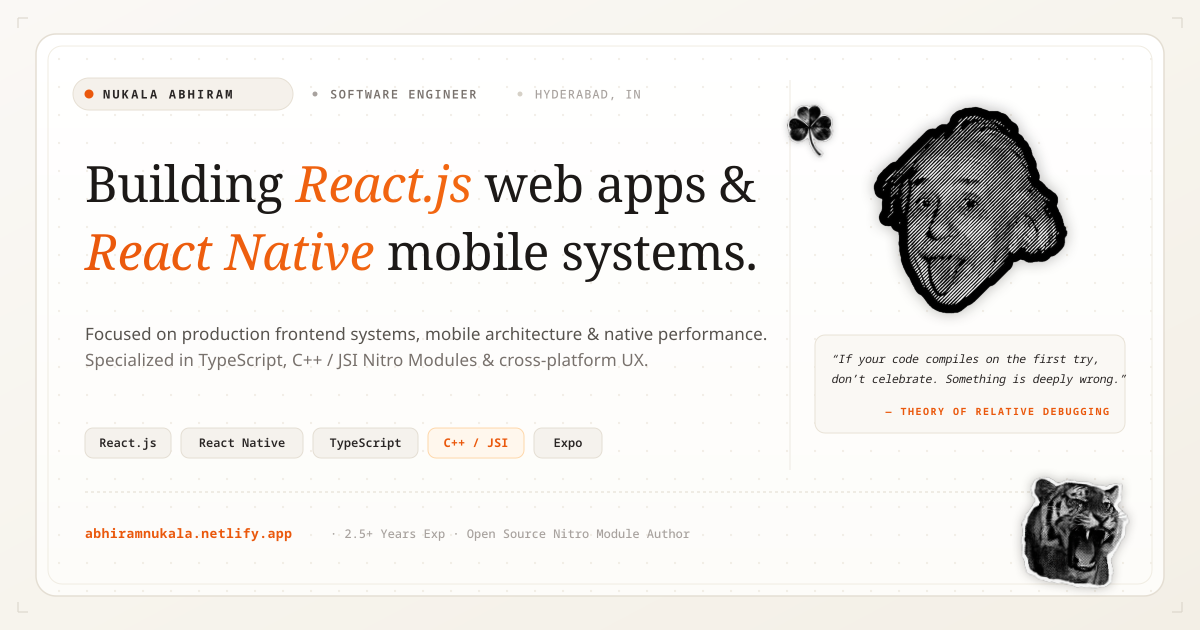 NUKALA ABHIRAM
SOFTWARE ENGINEER
HYDERABAD, IN
Building React.js web apps &
React Native mobile systems.
Focused on production frontend systems, mobile architecture & native performance.
Specialized in TypeScript, C++ / JSI Nitro Modules & cross-platform UX.
React.js
React Native
TypeScript
C++ / JSI
Expo
“If your code compiles on the first try,
don’t celebrate. Something is deeply wrong.”
— THEORY OF RELATIVE DEBUGGING
abhiramnukala.netlify.app
· 2.5+ Years Exp · Open Source Nitro Module Author